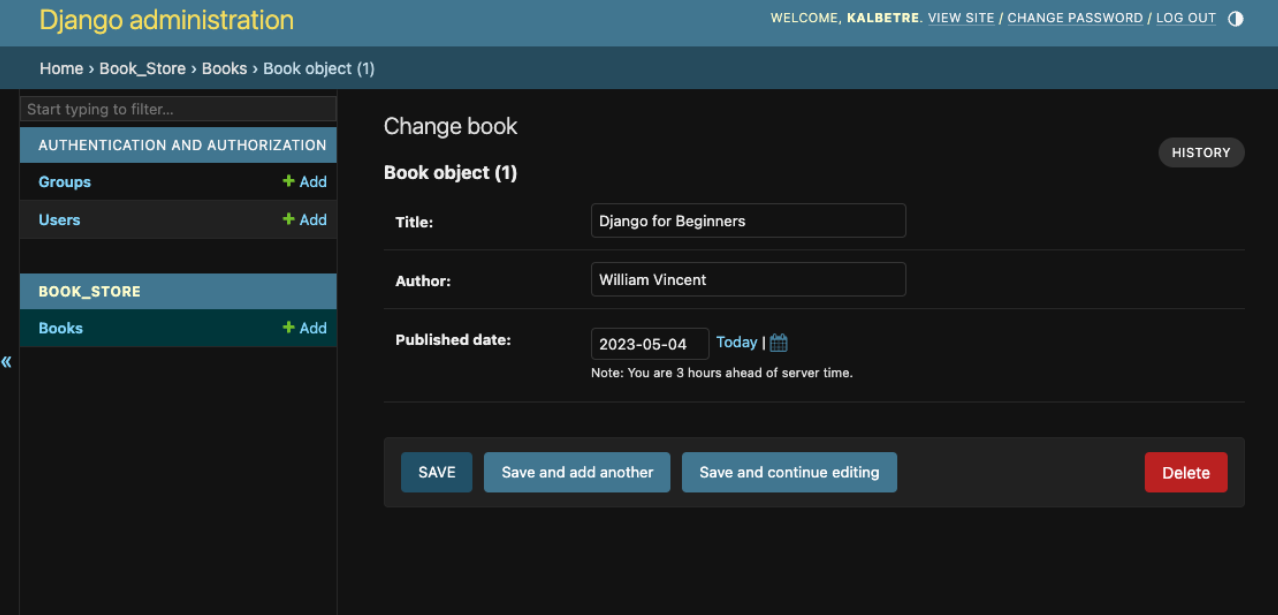 Django administration
WELCOME, KALBETRE. VIEW SITE / CHANGE PASSWORD / LOG OUT
Home › Book_Store › Books › Book object (1)
Start typing to filter...
AUTHENTICATION AND AUTHORIZATION
Groups + Add
Users + Add
BOOK_STORE
Books + Add
«
Change book
HISTORY
Book object (1)
Title: Django for Beginners
Author: William Vincent
Published date: 2023-05-04 Today |
Note: You are 3 hours ahead of server time.
SAVE Save and add another Save and continue editing Delete